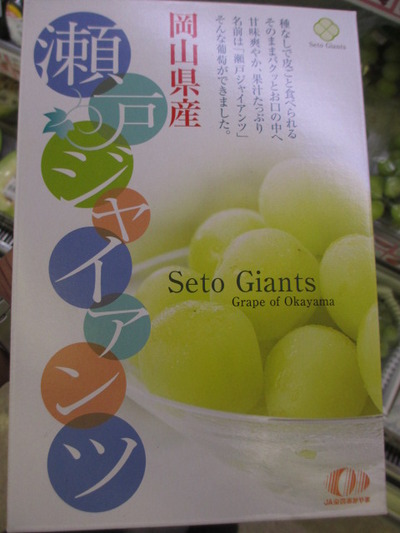 Seto Giants
種なしで皮ごと食べられる
そのままパクッとお口の中へ
甘味爽やか、果汁たっぷり
名前は「瀬戸ジャイアンツ」
そんな葡萄ができました。
岡山県産
瀬戸ジャイアンツ
Seto Giants
Grape of Okayama